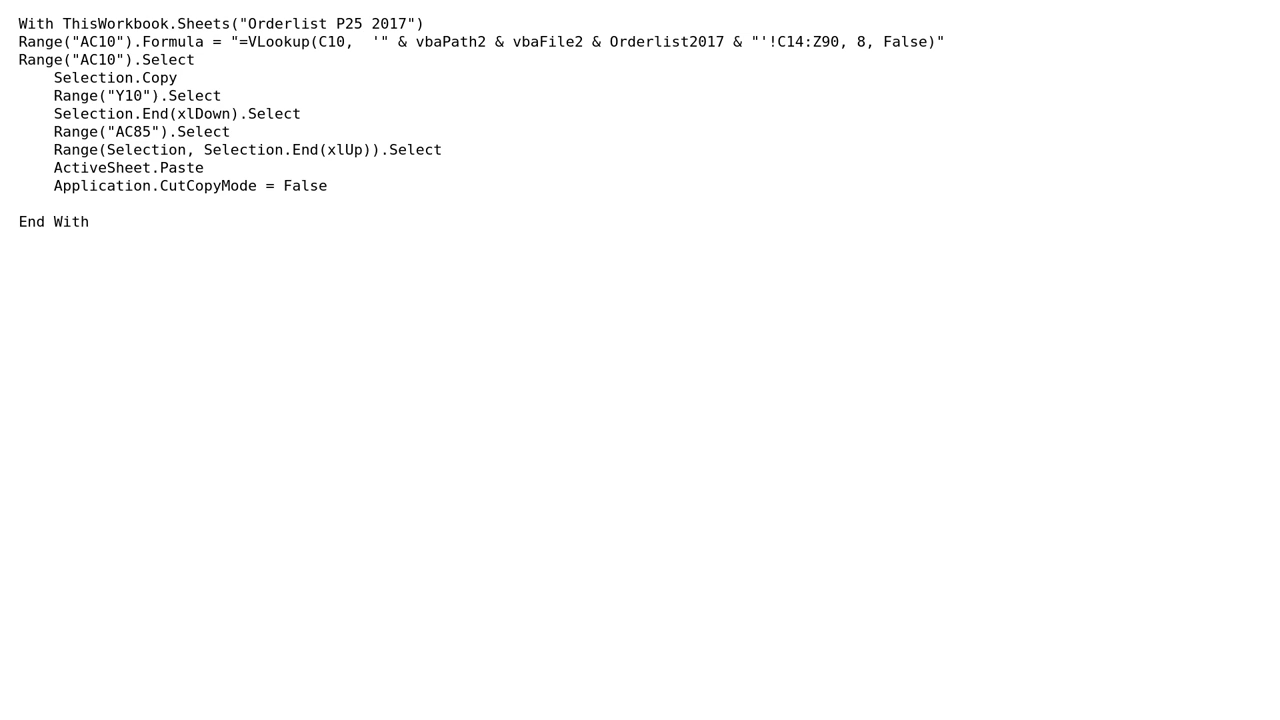 With ThisWorkbook.Sheets("Orderlist P25 2017")
Range("AC10").Formula = "=VLookup(C10,  '" & vbaPath2 & vbaFile2 & Orderlist2017 & "'!C14:Z90, 8, False)"
Range("AC10").Select
    Selection.Copy
    Range("Y10").Select
    Selection.End(xlDown).Select
    Range("AC85").Select
    Range(Selection, Selection.End(xlUp)).Select
    ActiveSheet.Paste
    Application.CutCopyMode = False

End With